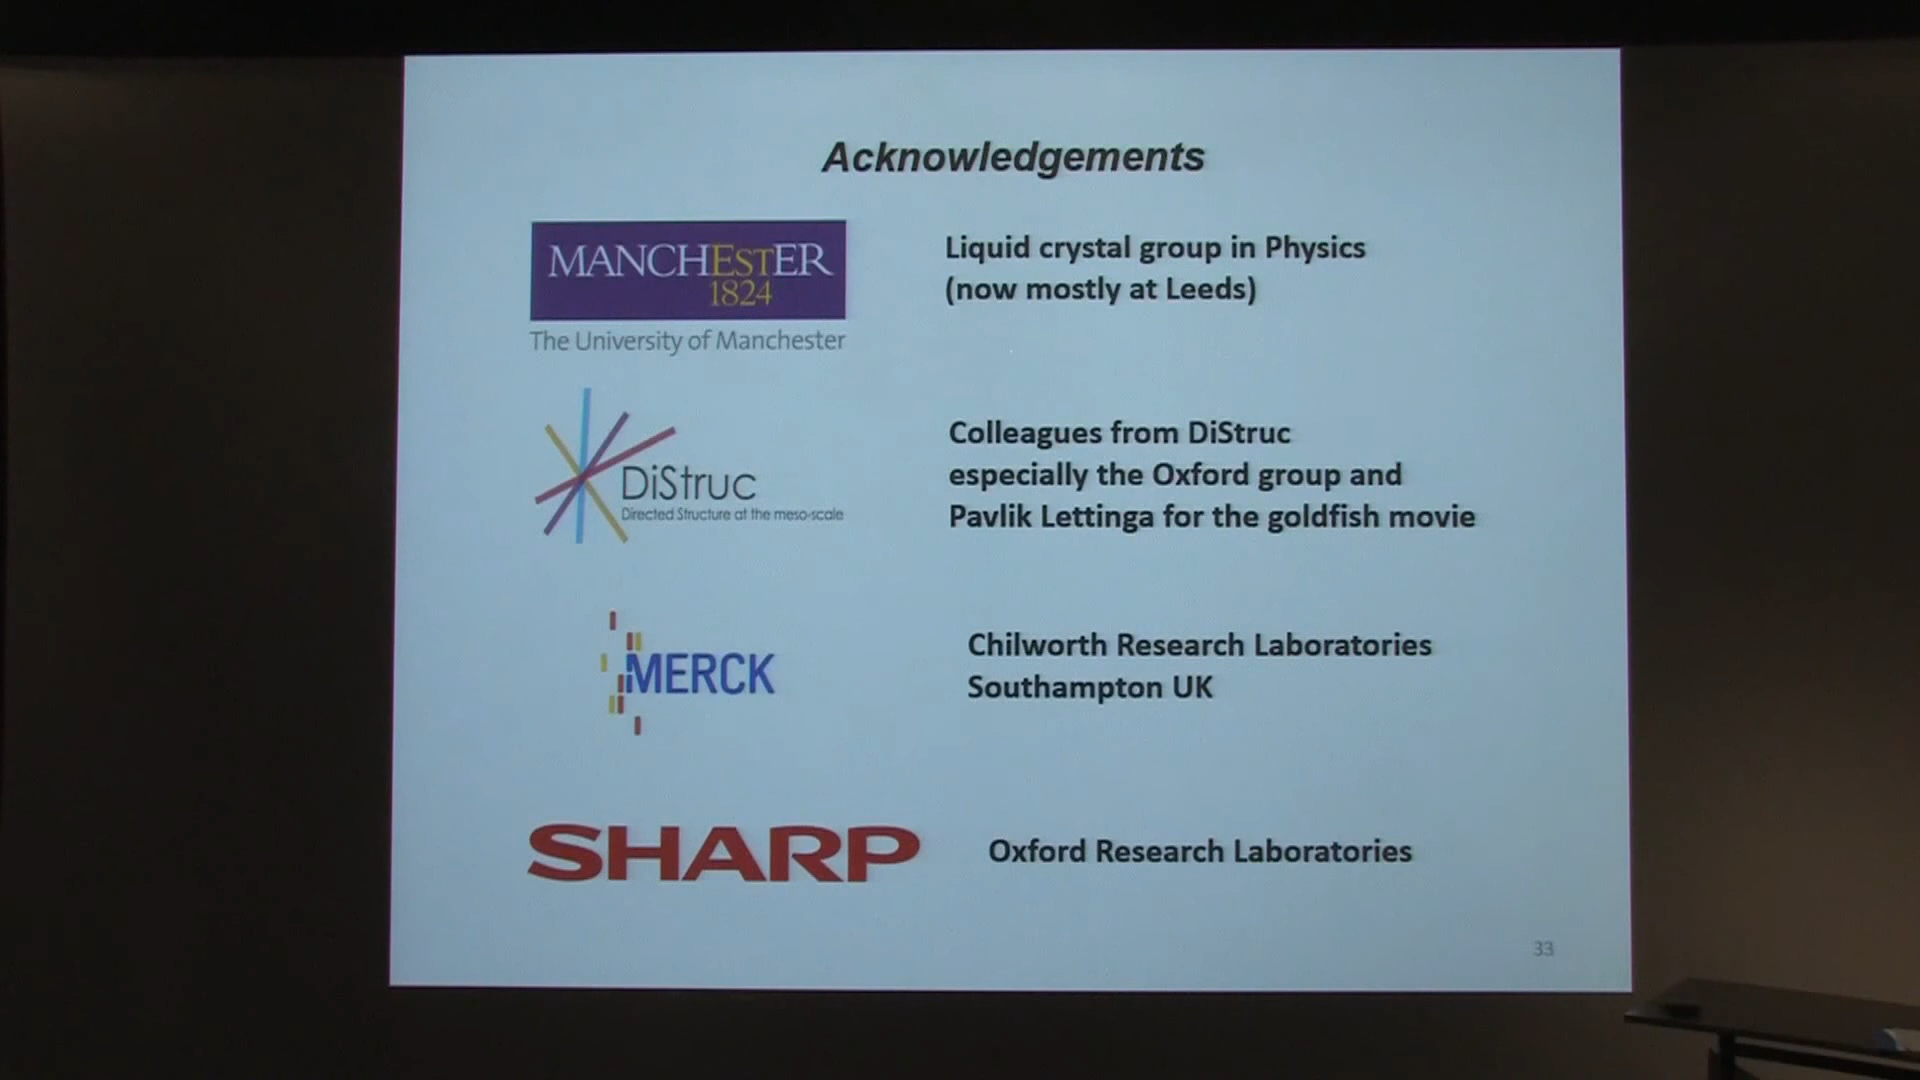 Acknowledgements
MANCHEsTER
1824
The University of Manchester
Liquid crystal group in Physics
(now mostly at Leeds)
DiStruc
Directed Structure at the meso-scale
Colleagues from DiStruc
especially the Oxford group and
Pavlik Lettinga for the goldfish movie
MERCK
Chilworth Research Laboratories
Southampton UK
SHARP
Oxford Research Laboratories
33